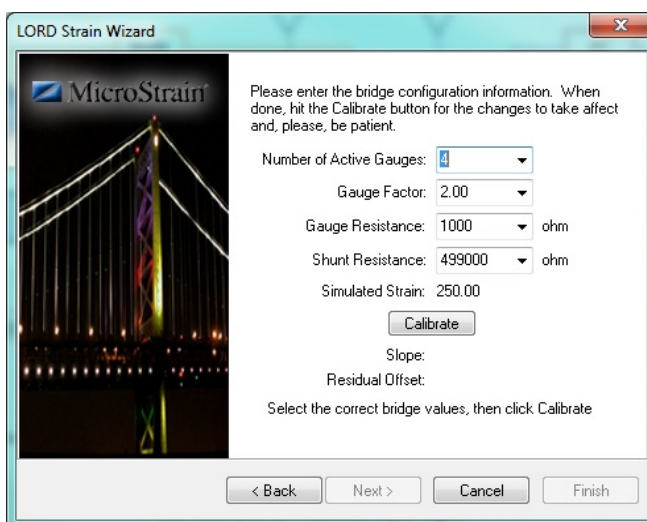 LORD Strain Wizard
MicroStrain
Please enter the bridge configuration information. When
done, hit the Calibrate button for the changes to take affect
and, please, be patient.
Number of Active Gauges: 4
Gauge Factor: 2.00
Gauge Resistance: 1000 ohm
Shunt Resistance: 499000 ohm
Simulated Strain: 250.00
Calibrate
Slope:
Residual Offset:
Select the correct bridge values, then click Calibrate
< Back Next > Cancel Finish